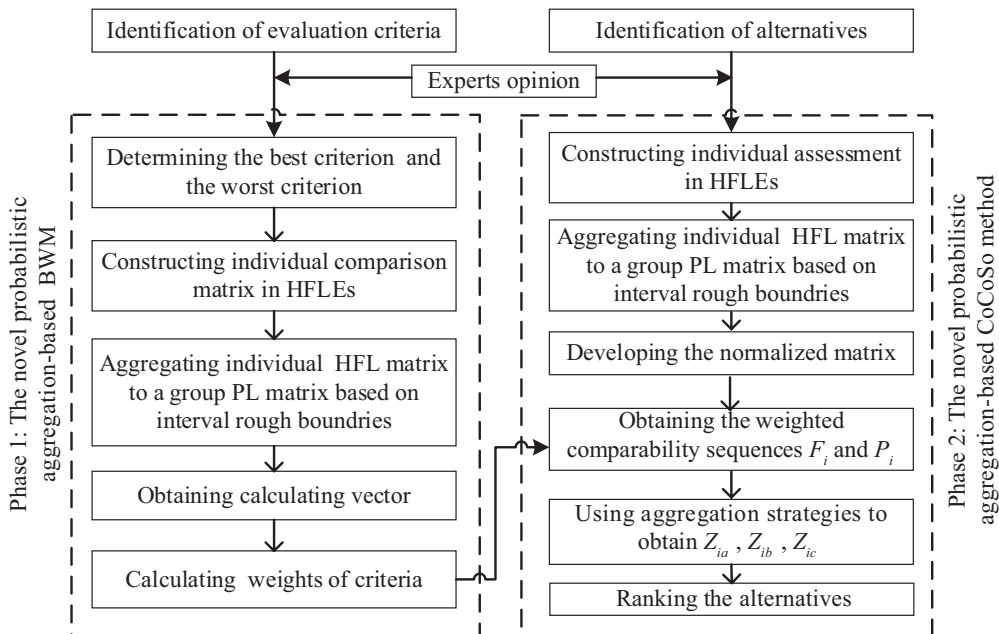 Identification of evaluation criteria
Identification of alternatives
Experts opinion
Phase 1: The novel probabilistic
aggregation-based BWM
Determining the best criterion and
the worst criterion
Constructing individual comparison
matrix in HFLEs
Aggregating individual HFL matrix
to a group PL matrix based on
interval rough boundries
Obtaining calculating vector
Calculating weights of criteria
Constructing individual assessment
in HFLEs
Aggregating individual HFL matrix
to a group PL matrix based on
interval rough boundries
Developing the normalized matrix
Obtaining the weighted
comparability sequences F_i and P_i
Using aggregation strategies to
obtain Z_ia , Z_ib , Z_ic
Ranking the alternatives
Phase 2: The novel probabilistic
aggregation-based CoCoSo method